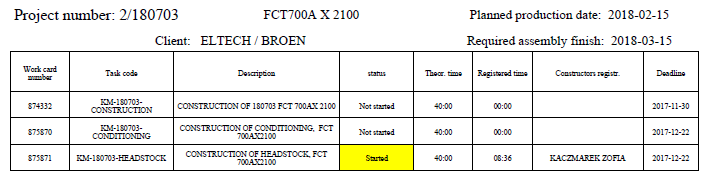 Project number: 2/180703 FCT700A X 2100 Planned production date: 2018-02-15
Client: ELTECH / BROEN Required assembly finish: 2018-03-15
Work card number Task code Description status Theor. time Registered time Constructors registr. Deadline
874332 KM-180703-CONSTRUCTION CONSTRUCTION OF 180703 FCT 700AX 2100 Not started 40:00 00:00 2017-11-30
875870 KM-180703-CONDITIONING CONSTRUCTION OF CONDITIONING, FCT 700AX2100 Not started 40:00 00:00 2017-12-22
875871 KM-180703-HEADSTOCK CONSTRUCTION OF HEADSTOCK, FCT 700AX2100 Started 40:00 08:36 KACZMAREK ZOFIA 2017-12-22